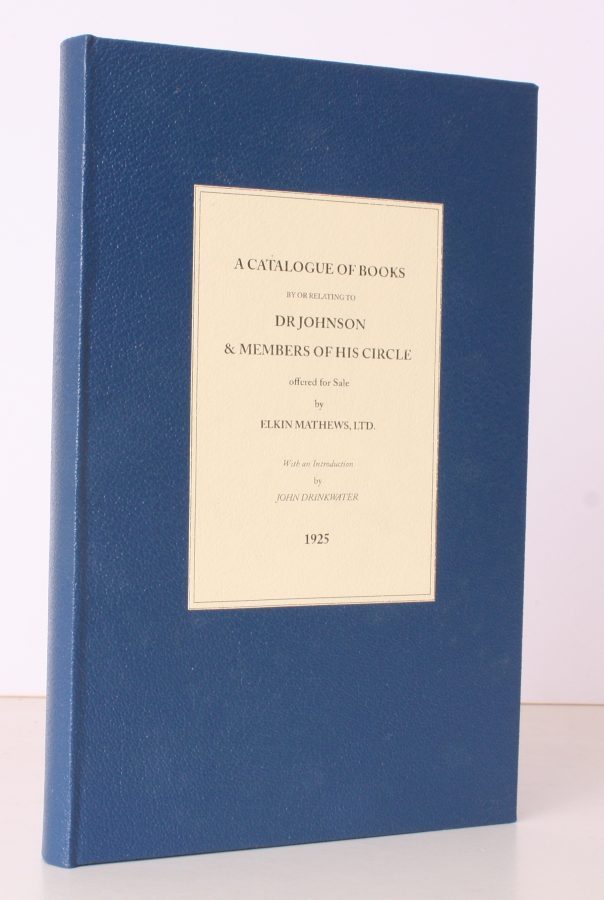 A CATALOGUE OF BOOKS
BY OR RELATING TO
DR JOHNSON
& MEMBERS OF HIS CIRCLE
offered for Sale
by
ELKIN MATHEWS, LTD.
With an Introduction
by
JOHN DRINKWATER
1925